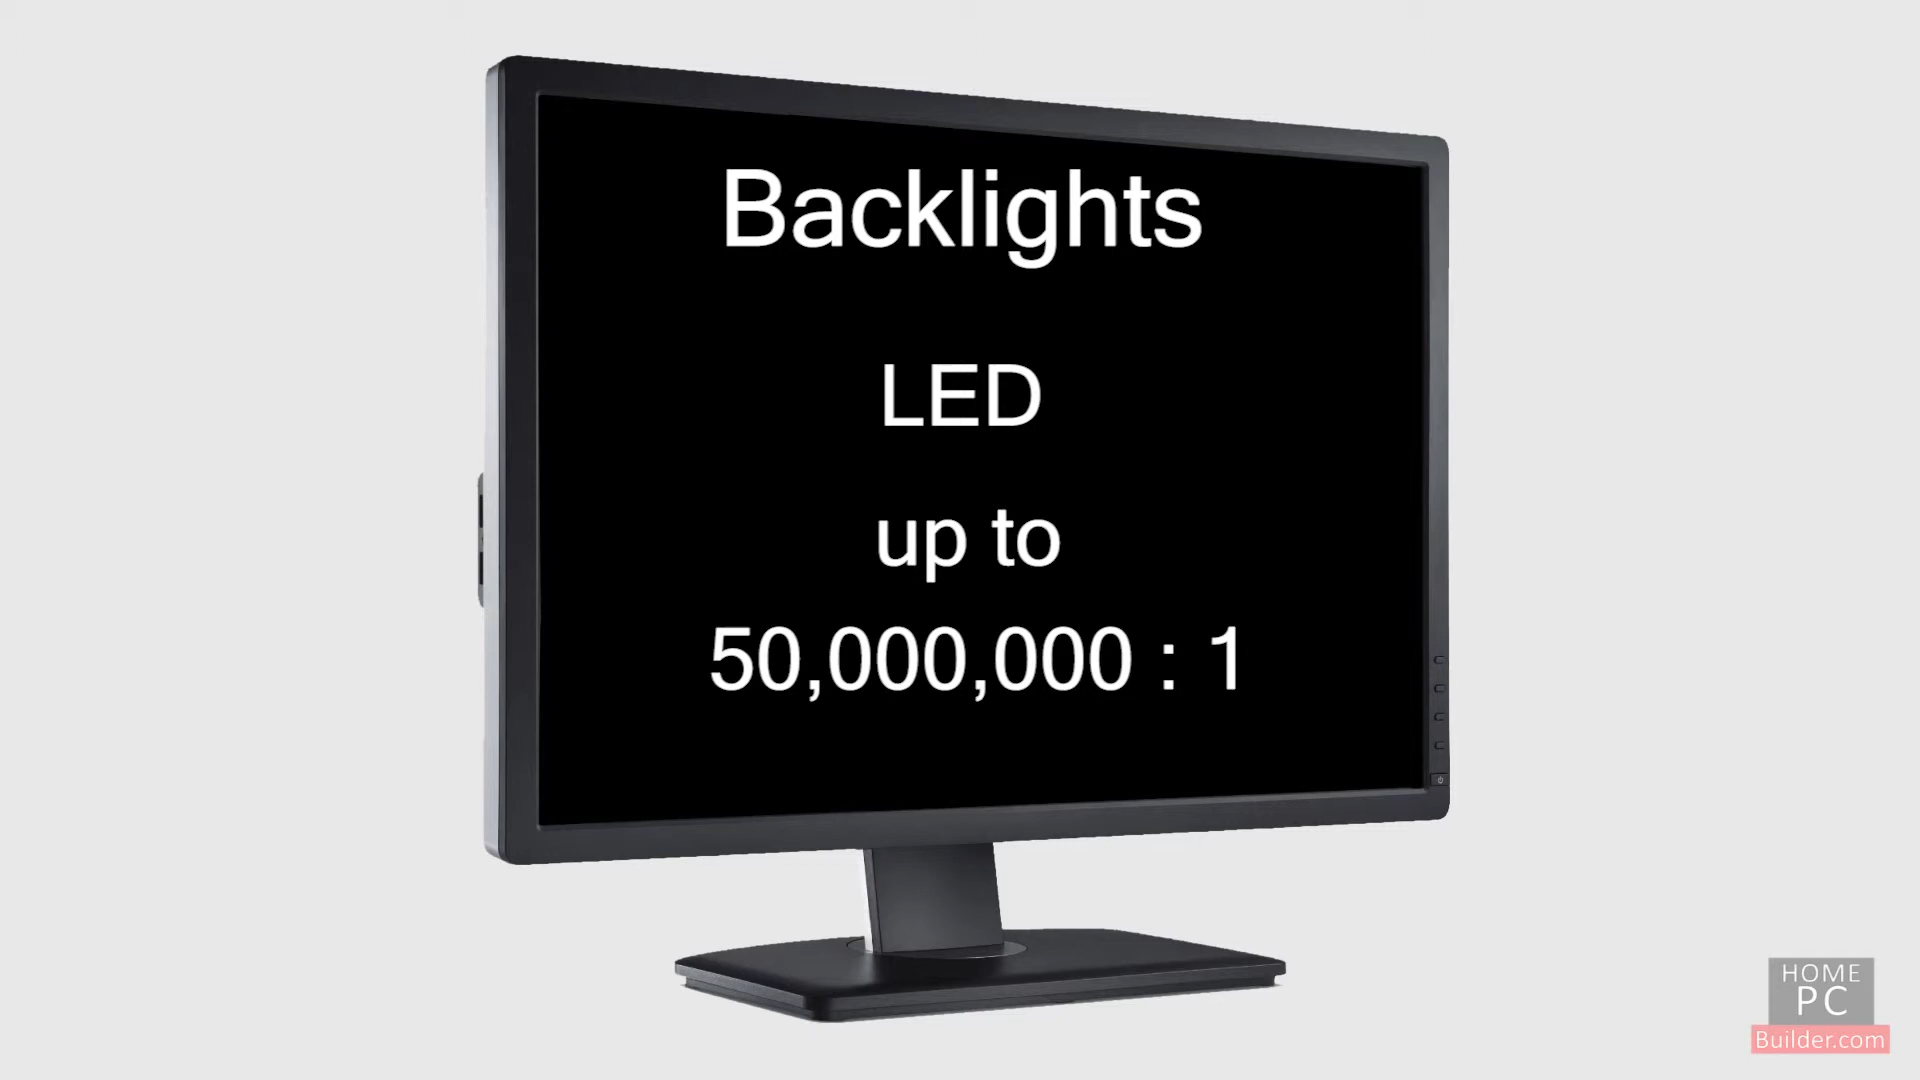 Backlights
LED
up to
50,000,000 : 1
HOME
PC
Builder.com